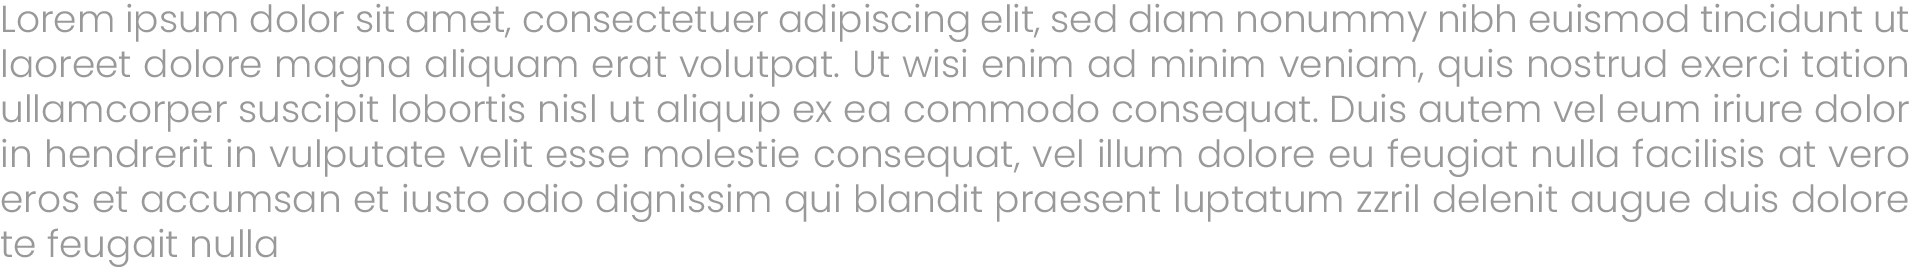 Lorem ipsum dolor sit amet, consectetuer adipiscing elit, sed diam nonummy nibh euismod tincidunt ut
laoreet dolore magna aliquam erat volutpat. Ut wisi enim ad minim veniam, quis nostrud exerci tation
ullamcorper suscipit lobortis nisl ut aliquip ex ea commodo consequat. Duis autem vel eum iriure dolor
in hendrerit in vulputate velit esse molestie consequat, vel illum dolore eu feugiat nulla facilisis at vero
eros et accumsan et iusto odio dignissim qui blandit praesent luptatum zzril delenit augue duis dolore
te feugait nulla